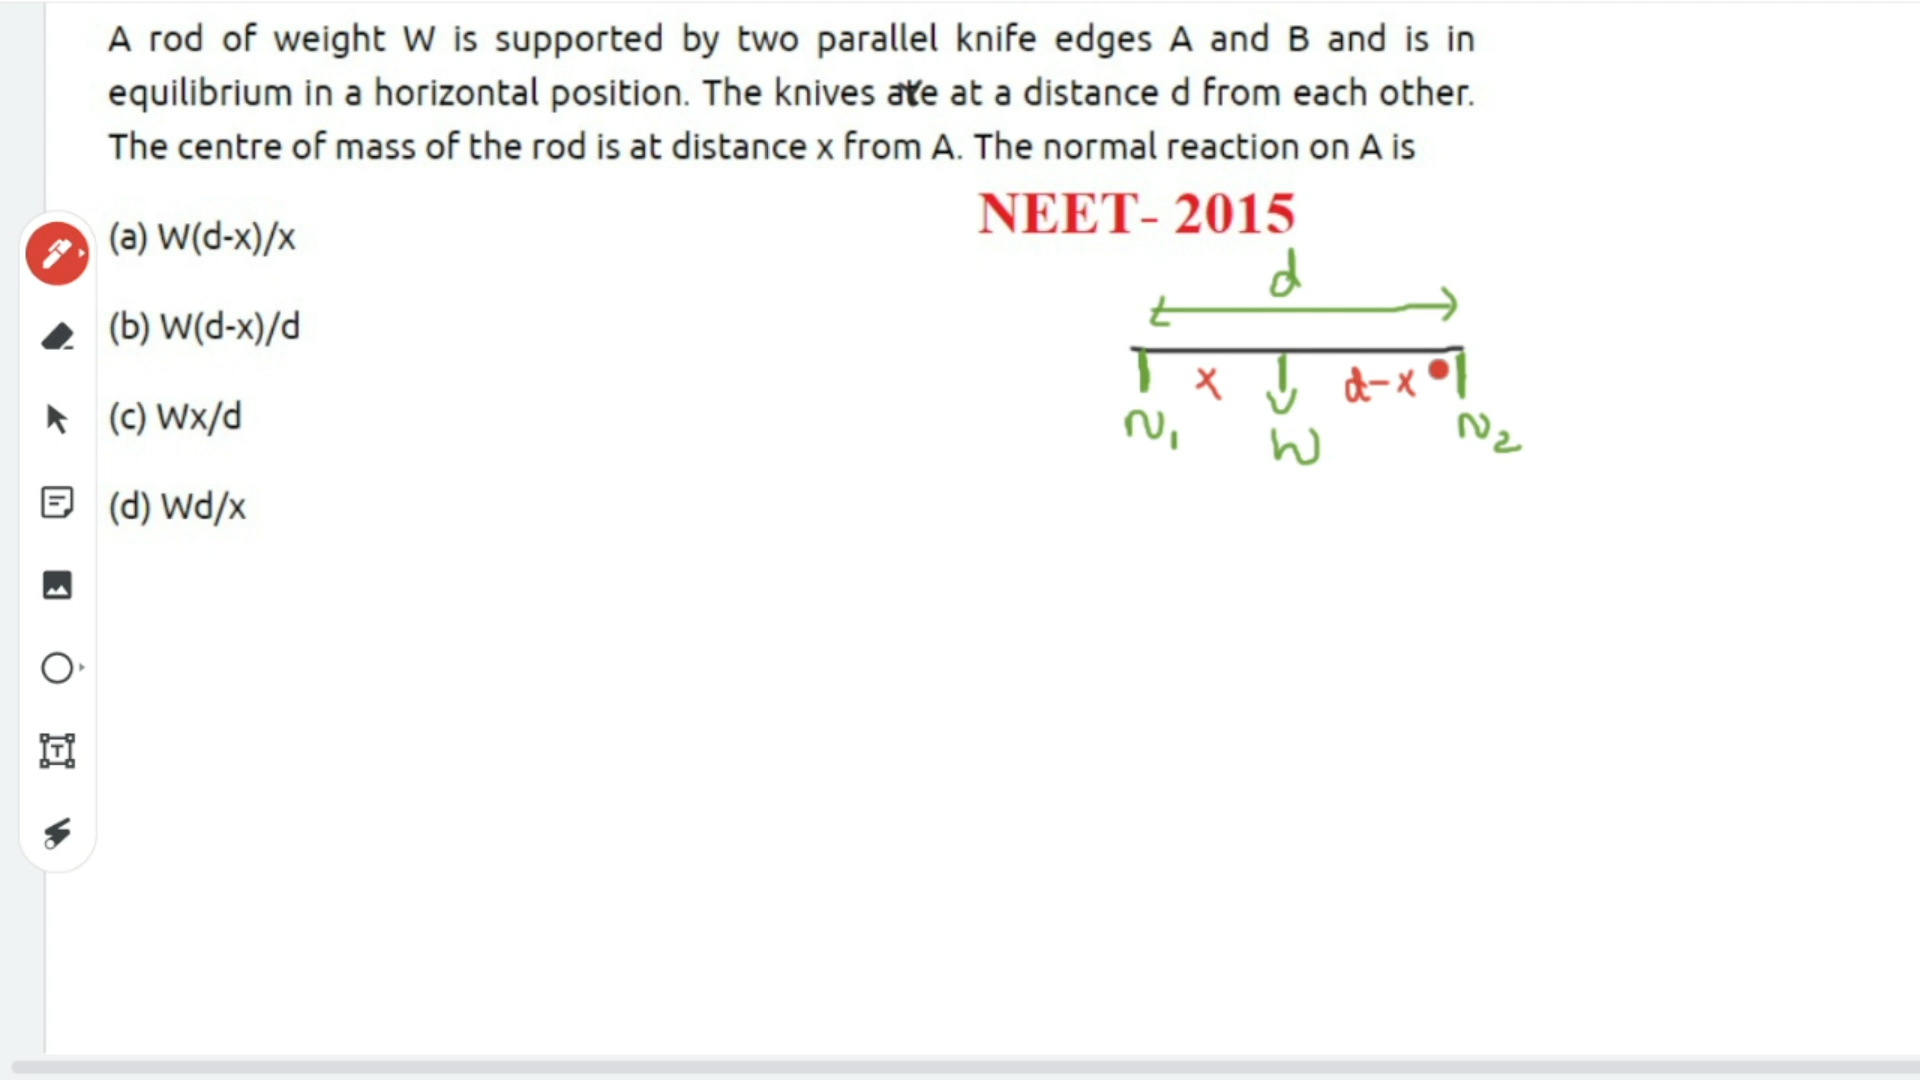 A rod of weight W is supported by two parallel knife edges A and B and is in
equilibrium in a horizontal position. The knives are at a distance d from each other.
The centre of mass of the rod is at distance x from A. The normal reaction on A is
NEET- 2015
(a) W(d-x)/x
(b) W(d-x)/d
(c) Wx/d
(d) Wd/x
d
x d-x
N1 W N2
T